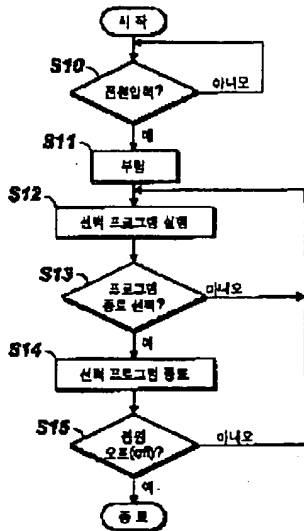 시 작
S10
전원입력?
아니오
예
S11
부팅
S12
선택 프로그램 실행
S13
프로그램
종료 선택?
아니오
예
S14
선택 프로그램 종료
S15
전원
오프(off)?
아니오
예
종 료